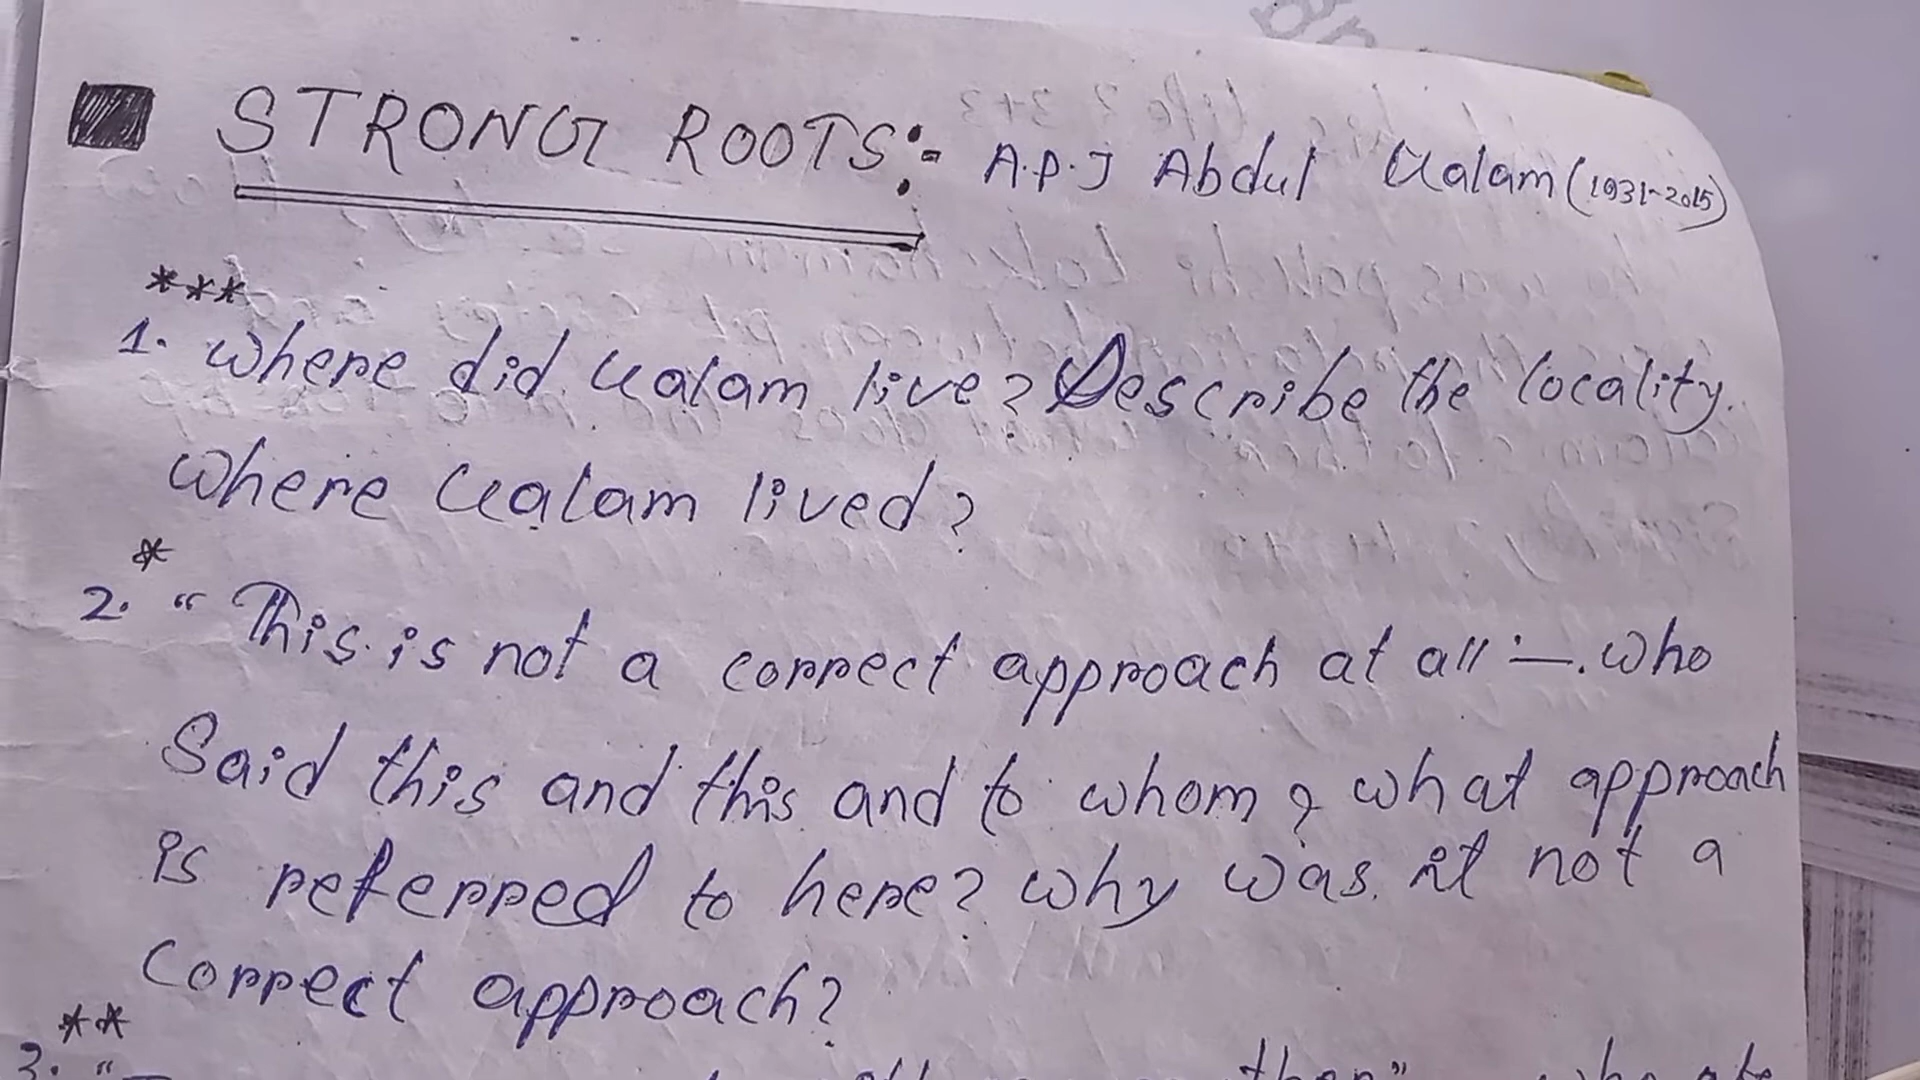 STRONG ROOTS:- A.P.J Abdul Kalam (1931-2015)
***
1. Where did Kalam live? Describe the locality.
Where Kalam lived?
*
2. "This is not a correct approach at all'—. Who
Said this and this and to whom? What approach
is referred to here? Why was it not a
Correct approach?
**
3. "